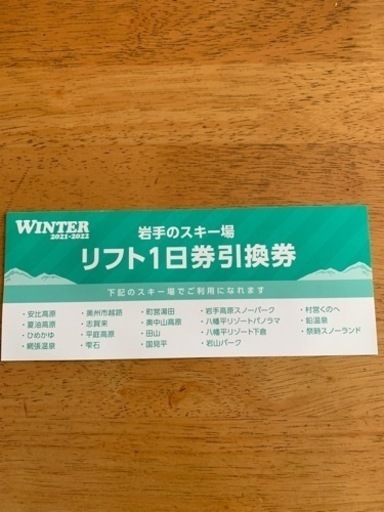 WINTER
2021-2022
岩手のスキー場
リフト1日券引換券
下記のスキー場でご利用になれます
・安比高原
・夏油高原
・ひめかゆ
・網張温泉
・奥州市越路
・志賀来
・平庭高原
・雫石
・町営湯田
・奥中山高原
・田山
・国見平
・岩手高原スノーパーク
・八幡平リゾートパノラマ
・八幡平リゾート下倉
・岩山パーク
・村営くのへ
・鉛温泉
・祭畤スノーランド